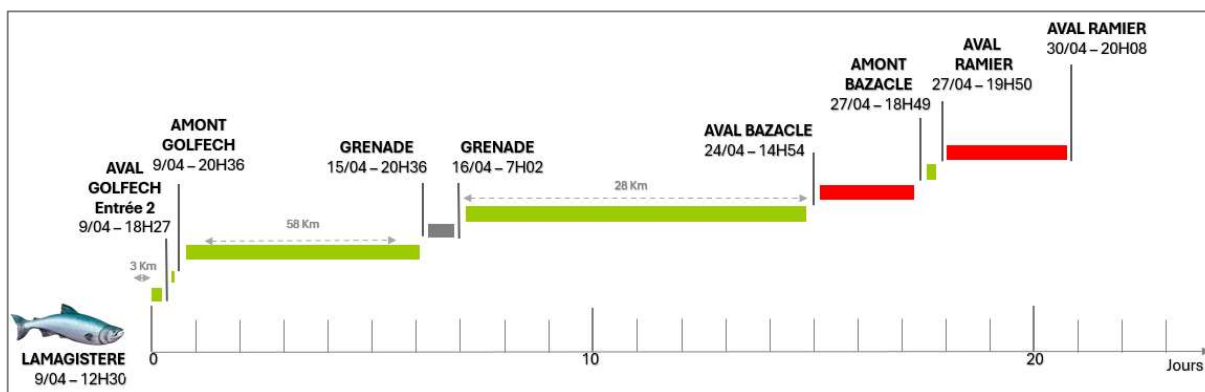 AVAL RAMIER
30/04 – 20H08
AVAL
RAMIER
27/04 – 19H50
AMONT
BAZACLE
27/04 – 18H49
AVAL BAZACLE
24/04 – 14H54
GRENADE
16/04 – 7H02
GRENADE
15/04 – 20H36
AMONT
GOLFECH
9/04 – 20H36
AVAL
GOLFECH
Entrée 2
9/04 – 18H27
28 Km
58 Km
3 Km
LAMAGISTERE
9/04 – 12H30
0
10
20
Jours